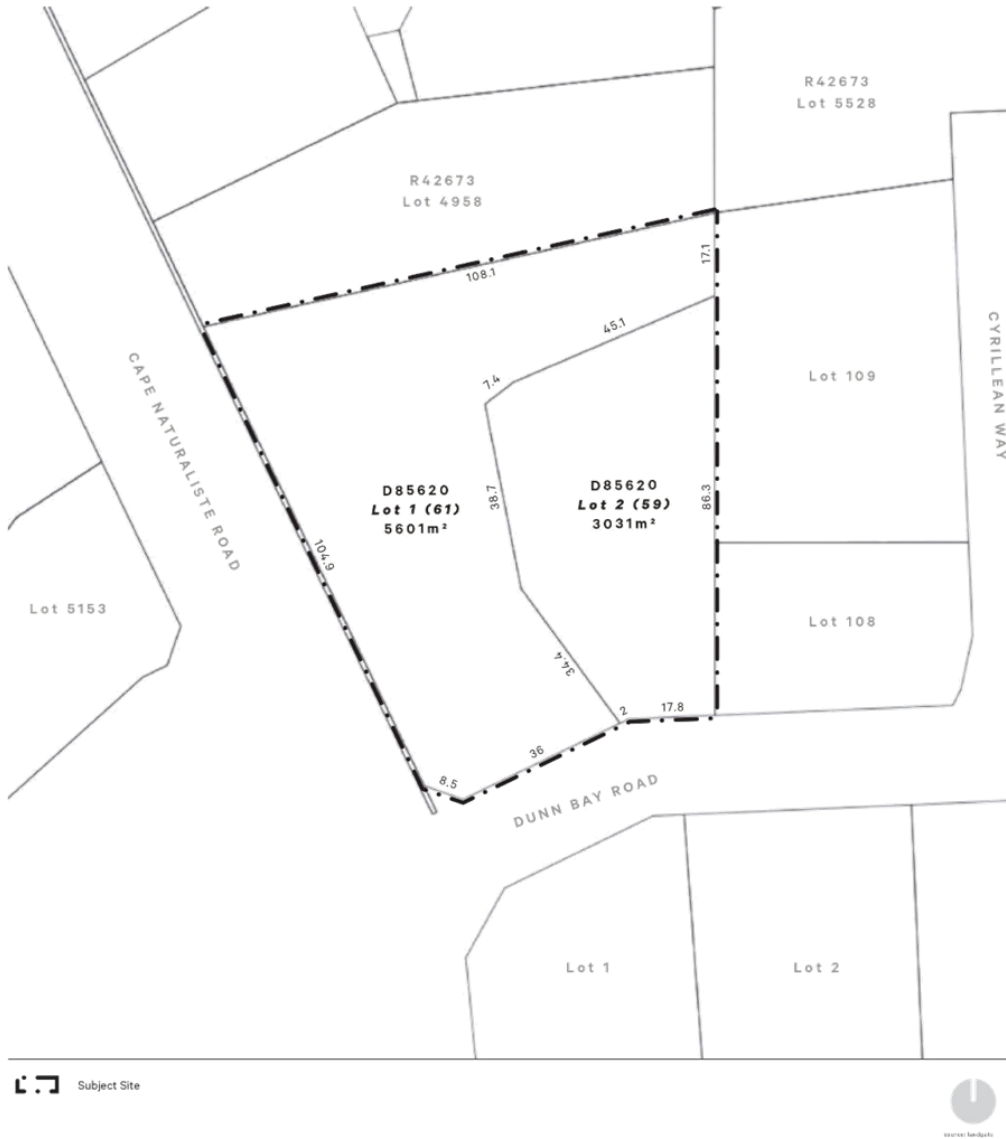 R42673
Lot 5528
R42673
Lot 4958
108.1
17.1
45.1
7.4
CAPE NATURALISTE ROAD
CYRILLEAN WAY
Lot 109
D85620
Lot 1 (61)
5601m²
38.7
D85620
Lot 2 (59)
3031m²
86.3
104.9
Lot 5153
Lot 108
34.4
2
17.8
36
8.5
DUNN BAY ROAD
Lot 1
Lot 2
Subject Site
source: landgate